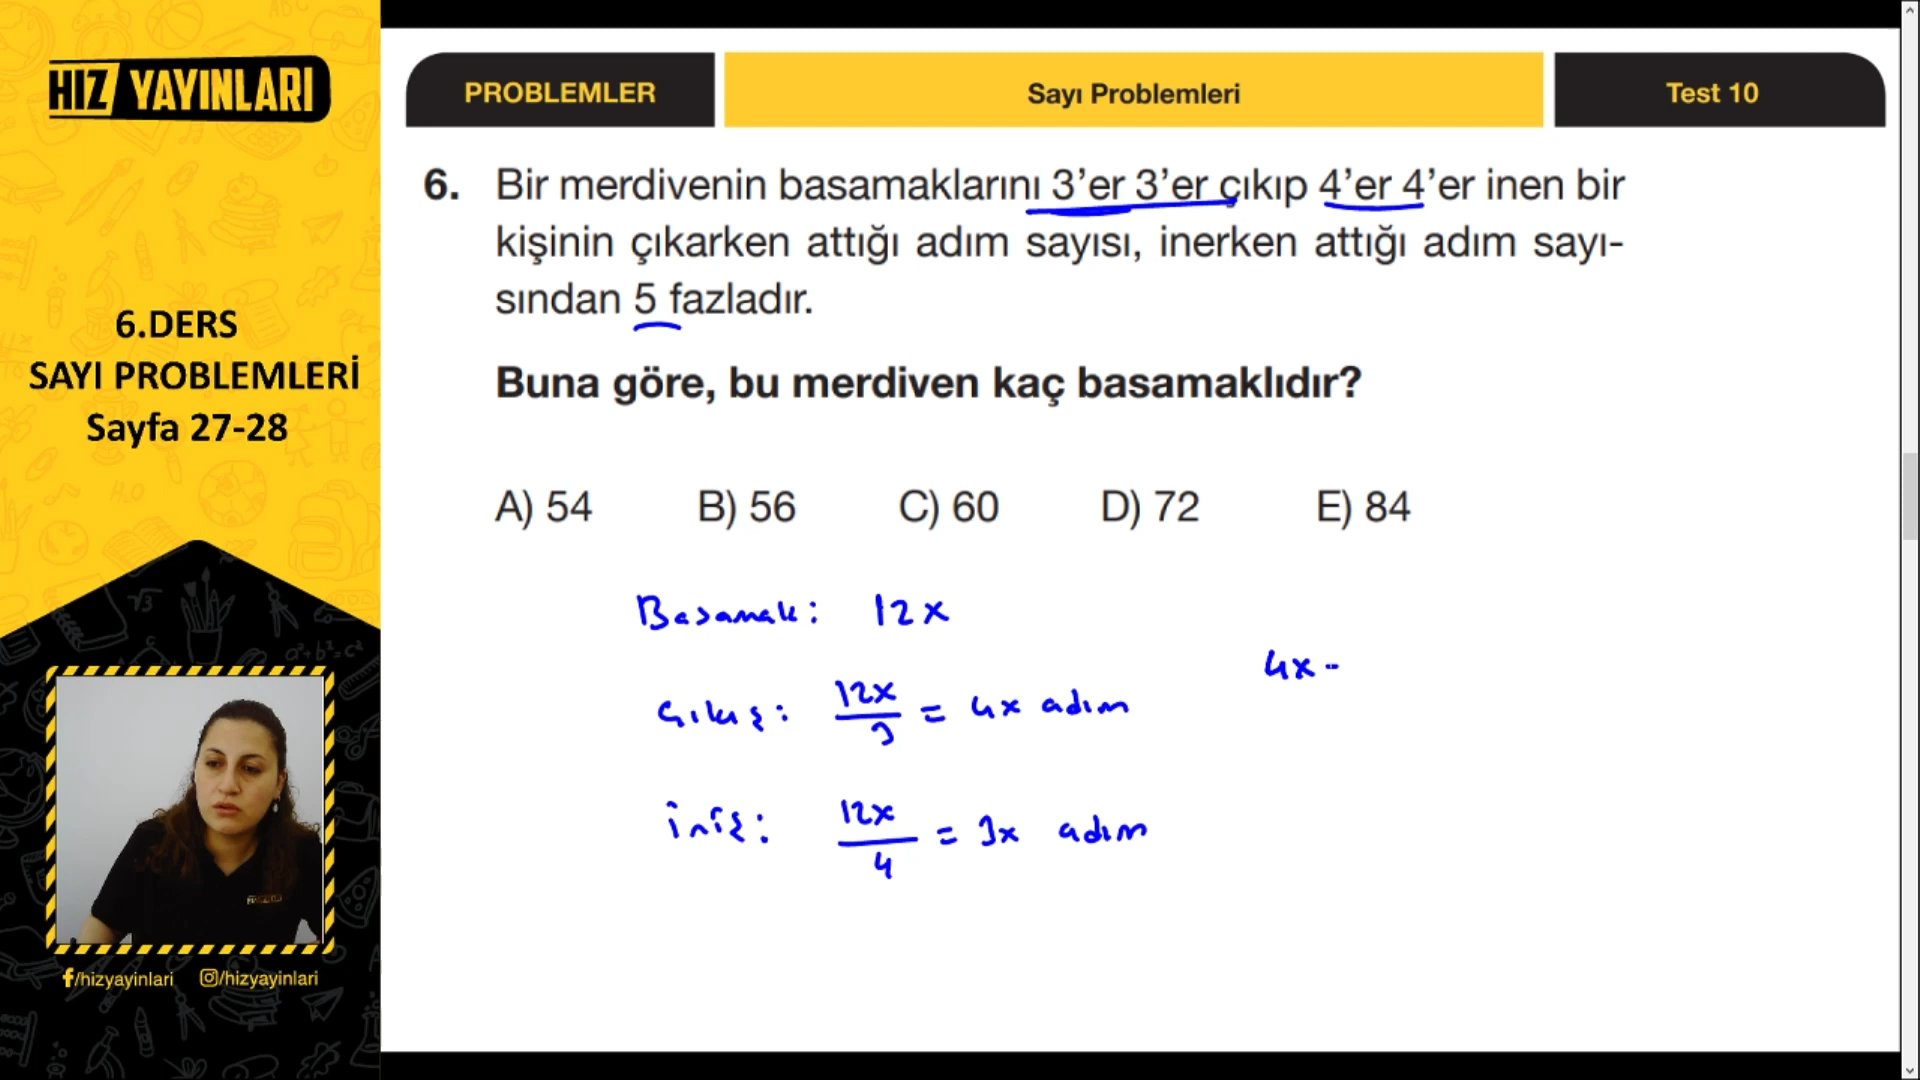 HIZ YAYINLARI
6.DERS
SAYI PROBLEMLERİ
Sayfa 27-28
f/hizyayinlari /hizyayinlari
PROBLEMLER
Sayı Problemleri
Test 10
6. Bir merdivenin basamaklarını 3'er 3'er çıkıp 4'er 4'er inen bir
kişinin çıkarken attığı adım sayısı, inerken attığı adım sayı-
sından 5 fazladır.
Buna göre, bu merdiven kaç basamaklıdır?
A) 54 B) 56 C) 60 D) 72 E) 84
Basamak: 12x
4x -
Çıkış: 12x/3 = 4x adım
İniş: 12x/4 = 3x adım